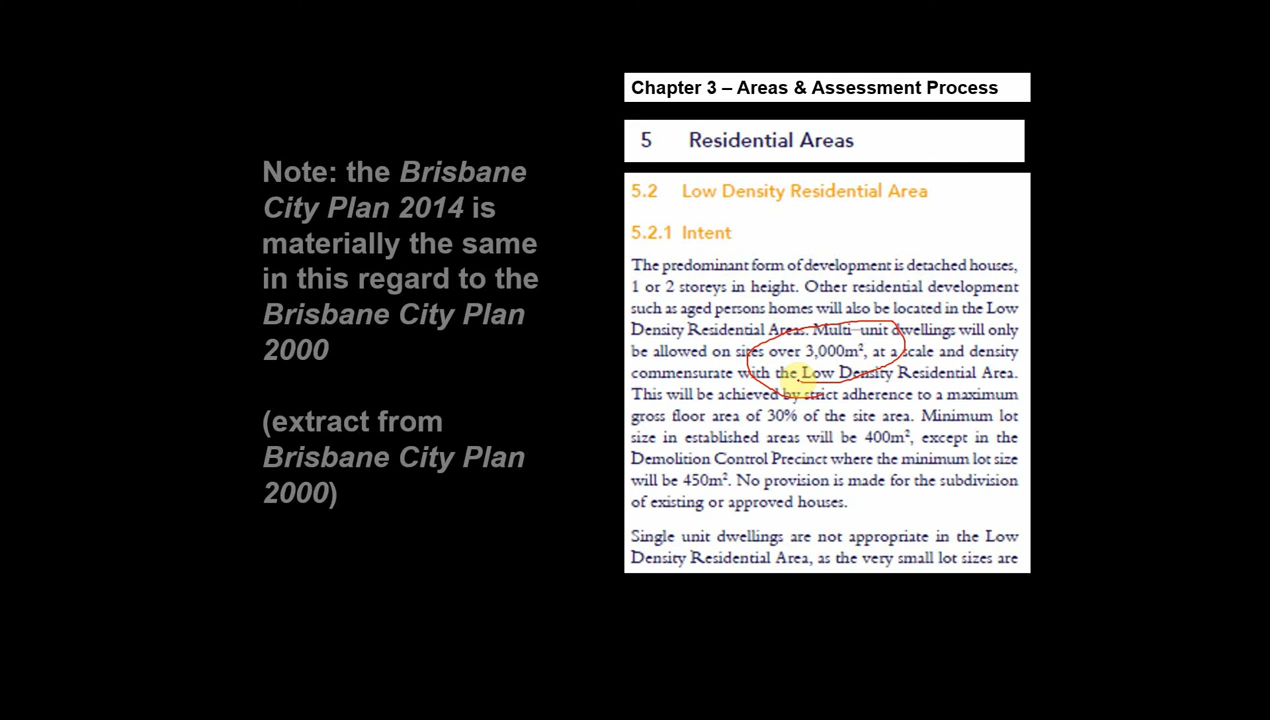 Note: the Brisbane
City Plan 2014 is
materially the same
in this regard to the
Brisbane City Plan
2000
(extract from
Brisbane City Plan
2000)
Chapter 3 – Areas & Assessment Process
5 Residential Areas
5.2 Low Density Residential Area
5.2.1 Intent
The predominant form of development is detached houses,
1 or 2 storeys in height. Other residential development
such as aged persons homes will also be located in the Low
Density Residential Areas. Multi–unit dwellings will only
be allowed on sites over 3,000m², at a scale and density
commensurate with the Low Density Residential Area.
This will be achieved by strict adherence to a maximum
gross floor area of 30% of the site area. Minimum lot
size in established areas will be 400m², except in the
Demolition Control Precinct where the minimum lot size
will be 450m². No provision is made for the subdivision
of existing or approved houses.
Single unit dwellings are not appropriate in the Low
Density Residential Area, as the very small lot sizes are